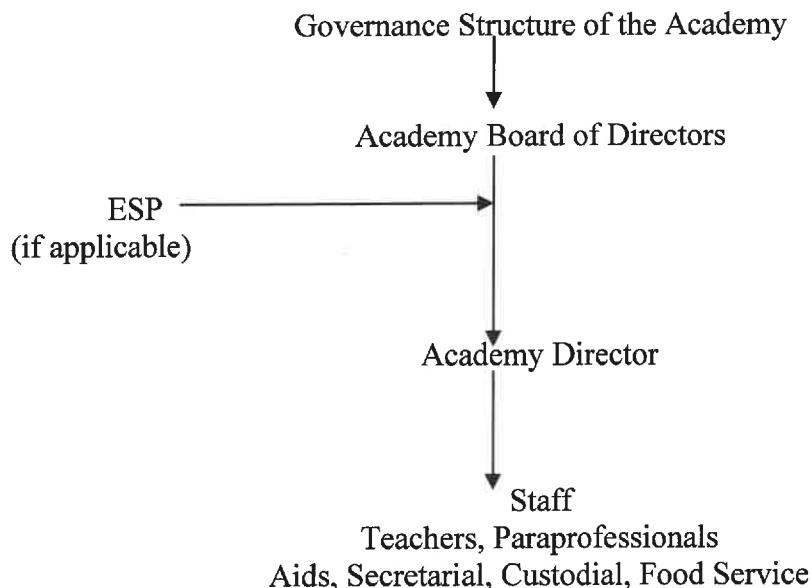 Governance Structure of the Academy
Academy Board of Directors
ESP
(if applicable)
Academy Director
Staff
Teachers, Paraprofessionals
Aids, Secretarial, Custodial, Food Service